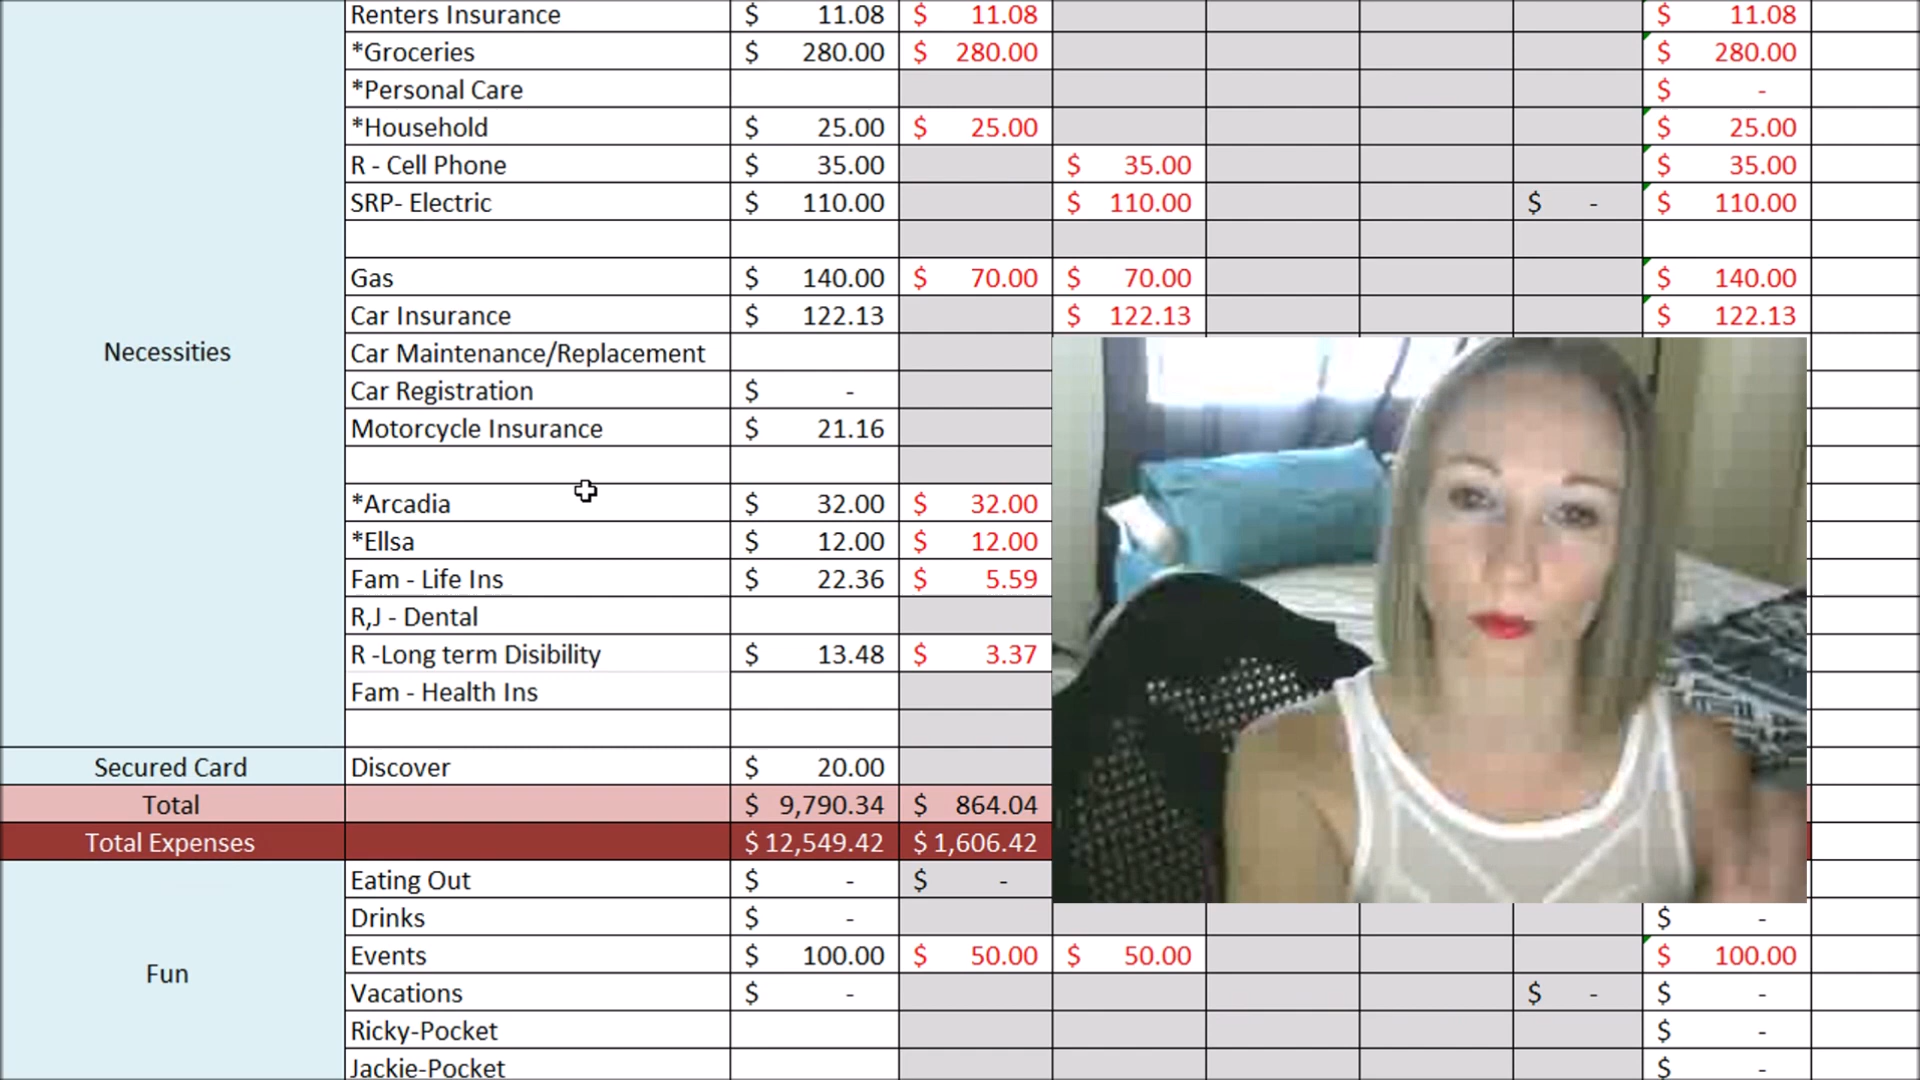 Renters Insurance $ 11.08 $ 11.08 $ 11.08
*Groceries $ 280.00 $ 280.00 $ 280.00
*Personal Care $ -
*Household $ 25.00 $ 25.00 $ 25.00
R - Cell Phone $ 35.00 $ 35.00 $ 35.00
SRP- Electric $ 110.00 $ 110.00 $ - $ 110.00
Gas $ 140.00 $ 70.00 $ 70.00 $ 140.00
Car Insurance $ 122.13 $ 122.13 $ 122.13
Necessities Car Maintenance/Replacement
Car Registration $ -
Motorcycle Insurance $ 21.16
*Arcadia $ 32.00 $ 32.00
*Ellsa $ 12.00 $ 12.00
Fam - Life Ins $ 22.36 $ 5.59
R,J - Dental
R -Long term Disibility $ 13.48 $ 3.37
Fam - Health Ins
Secured Card Discover $ 20.00
Total $ 9,790.34 $ 864.04
Total Expenses $ 12,549.42 $ 1,606.42
Eating Out $ - $ -
Drinks $ - $ -
Events $ 100.00 $ 50.00 $ 50.00 $ 100.00
Fun Vacations $ - $ - $ -
Ricky-Pocket $ -
Jackie-Pocket $ -